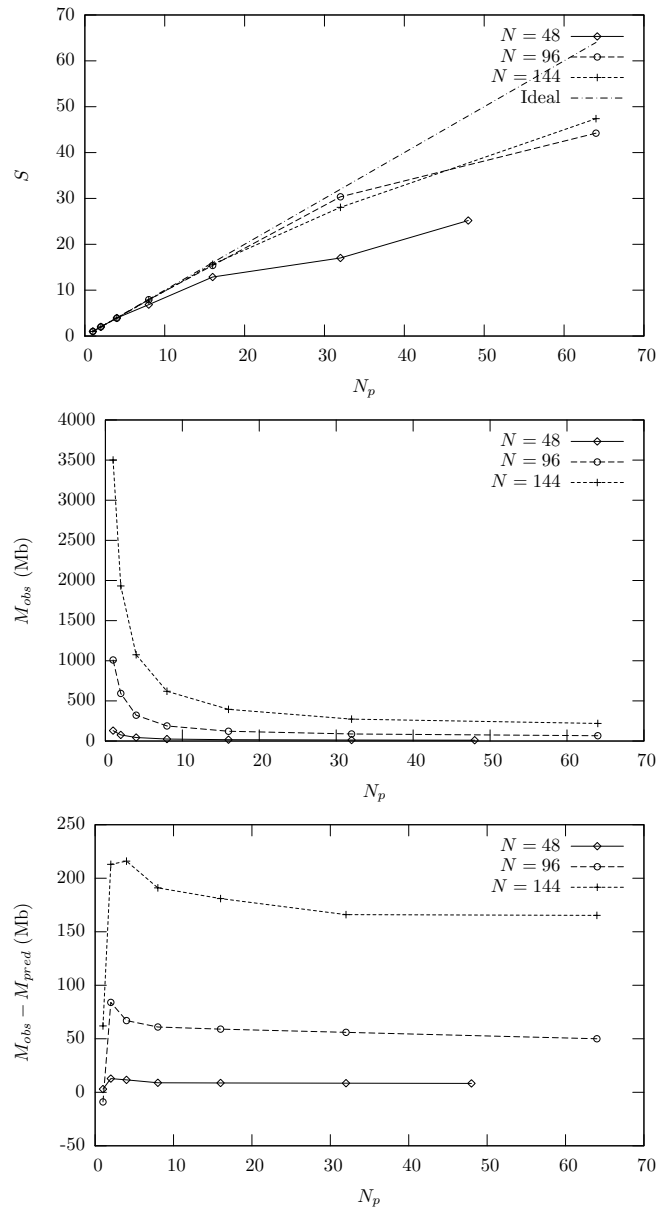 70
60
50
40
30
20
10
0
S
N = 48
N = 96
N = 144
Ideal
0 10 20 30 40 50 60 70
N_p
4000
3500
3000
2500
2000
1500
1000
500
0
M_obs (Mb)
N = 48
N = 96
N = 144
0 10 20 30 40 50 60 70
N_p
250
200
150
100
50
0
-50
M_obs − M_pred (Mb)
N = 48
N = 96
N = 144
0 10 20 30 40 50 60 70
N_p